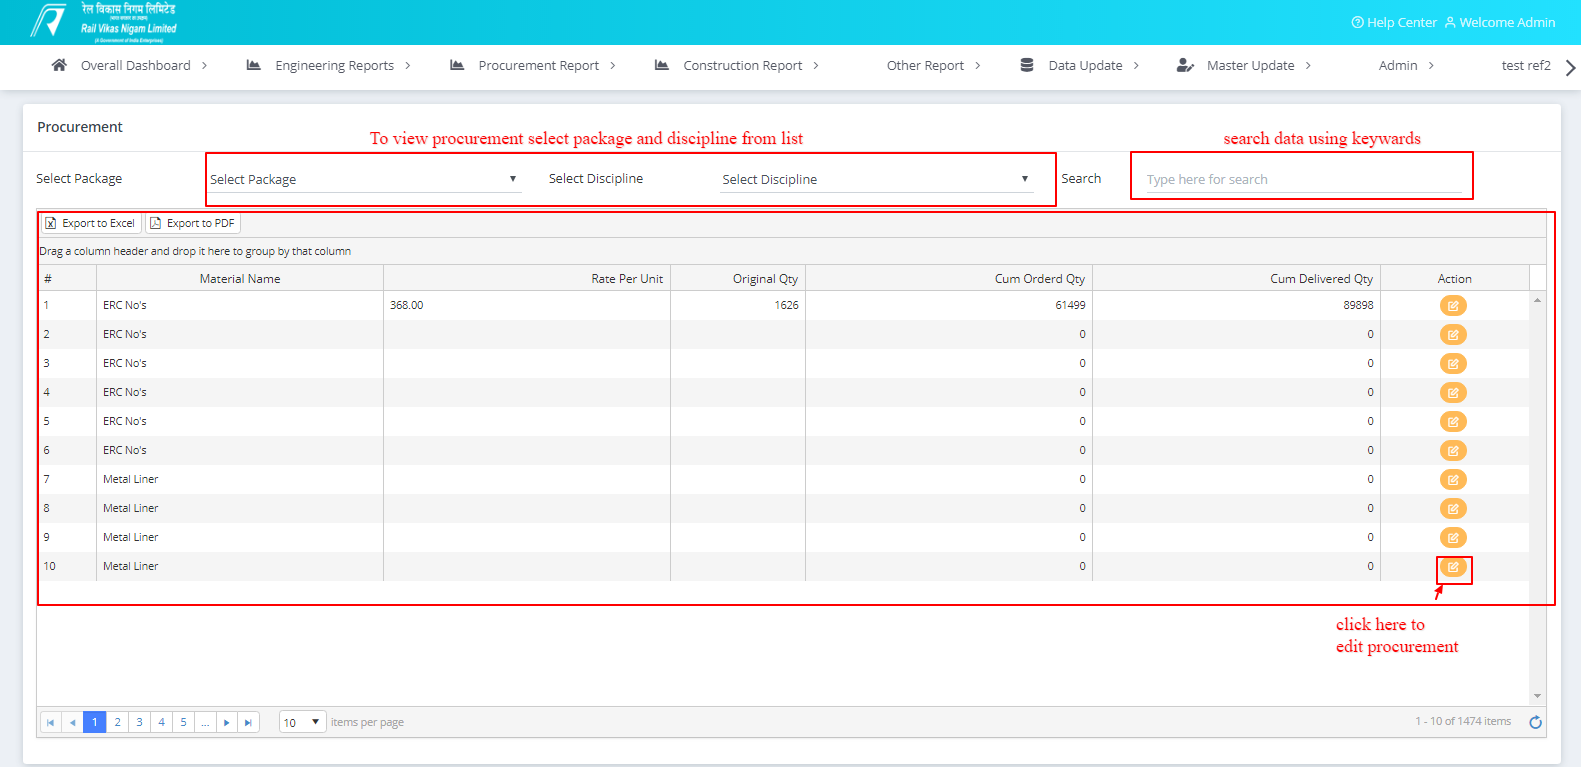 रेल विकास निगम लिमिटेड
Rail Vikas Nigam Limited
(A Government of India Enterprise)
Help Center Welcome Admin
Overall Dashboard Engineering Reports Procurement Report Construction Report Other Report Data Update Master Update Admin test ref2
Procurement
To view procurement select package and discipline from list
search data using keywards
Select Package Select Package Select Discipline Select Discipline Search Type here for search
Export to Excel Export to PDF
Drag a column header and drop it here to group by that column
# Material Name Rate Per Unit Original Qty Cum Orderd Qty Cum Delivered Qty Action
1 ERC No's 368.00 1626 61499 89898
2 ERC No's 0 0
3 ERC No's 0 0
4 ERC No's 0 0
5 ERC No's 0 0
6 ERC No's 0 0
7 Metal Liner 0 0
8 Metal Liner 0 0
9 Metal Liner 0 0
10 Metal Liner 0 0
click here to
edit procurement
1 2 3 4 5 ... 10 items per page 1 - 10 of 1474 items